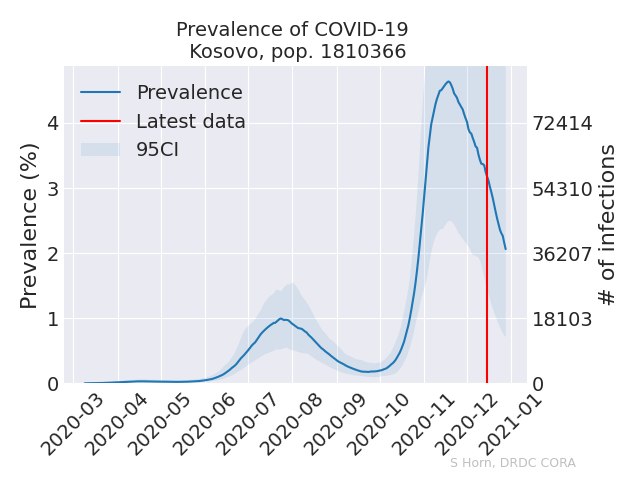 Prevalence of COVID-19
Kosovo, pop. 1810366
Prevalence
Latest data
95CI
Prevalence (%)
4
3
2
1
0
72414
54310
36207
18103
0
# of infections
2020-03
2020-04
2020-05
2020-06
2020-07
2020-08
2020-09
2020-10
2020-11
2020-12
2021-01
S Horn, DRDC CORA